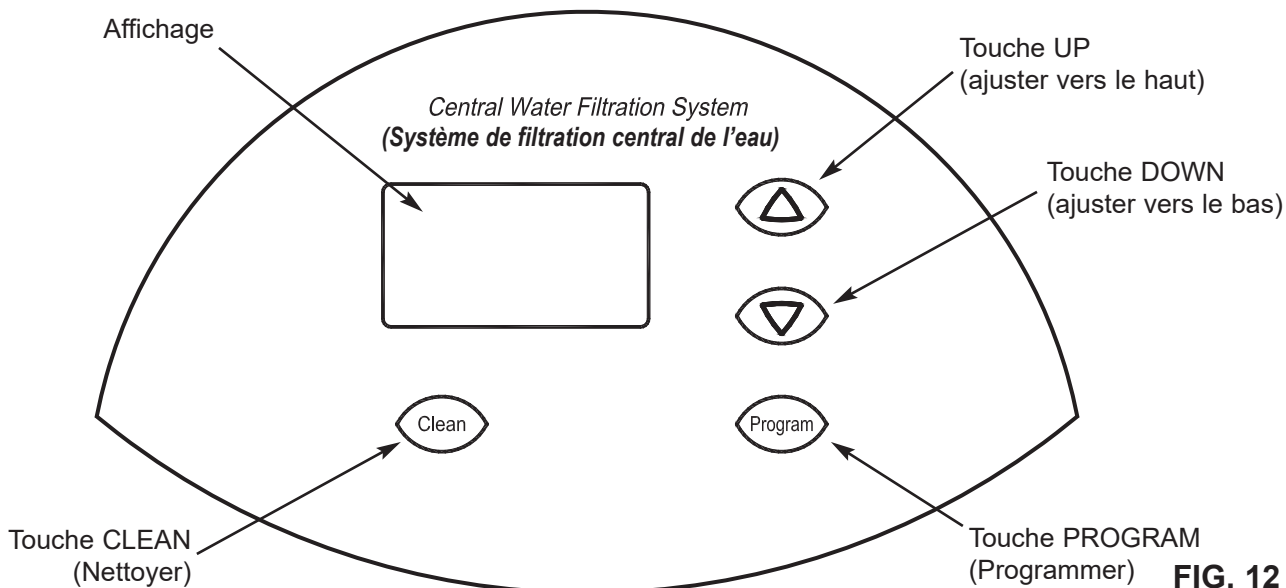 Affichage
Touche UP
(ajuster vers le haut)
Central Water Filtration System
(Système de filtration central de l'eau)
Touche DOWN
(ajuster vers le bas)
Clean
Program
Touche CLEAN
(Nettoyer)
Touche PROGRAM
(Programmer)
FIG. 12